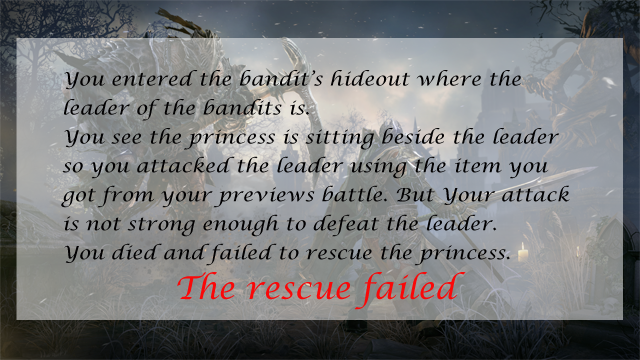 You entered the bandit's hideout where the
leader of the bandits is.
You see the princess is sitting beside the leader
so you attacked the leader using the item you
got from your previews battle. But Your attack
is not strong enough to defeat the leader.
You died and failed to rescue the princess.
The rescue failed